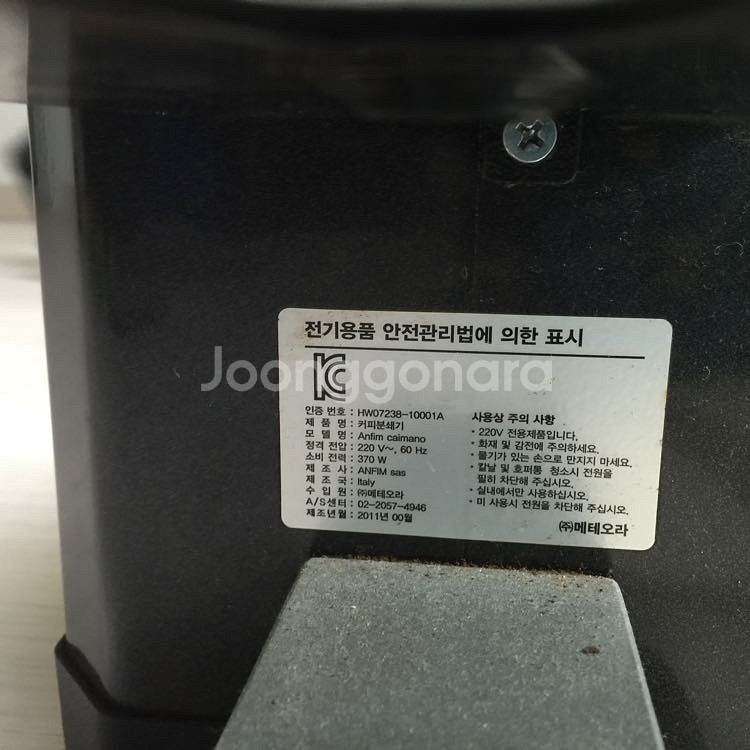 전기용품 안전관리법에 의한 표시
Joonggonara
인증 번호 : HW07238-10001A
제 품 명 : 커피분쇄기
모 델 명 : Anfim caimano
정격 전압 : 220 V~, 60 Hz
소비 전력 : 370 W
제 조 사 : ANFIM sas
제 조 국 : Italy
수 입 원 : ㈜메테오라
A/S센터 : 02-2057-4946
제조년월 : 2011년 00월
사용상 주의 사항
• 220V 전용제품입니다.
• 화재 및 감전에 주의하세요.
• 물기가 있는 손으로 만지지 마세요.
• 칼날 및 호퍼통 청소시 전원을
필히 차단해 주십시오.
• 실내에서만 사용하십시오.
• 미 사용시 전원을 차단해 주십시오.
㈜메테오라